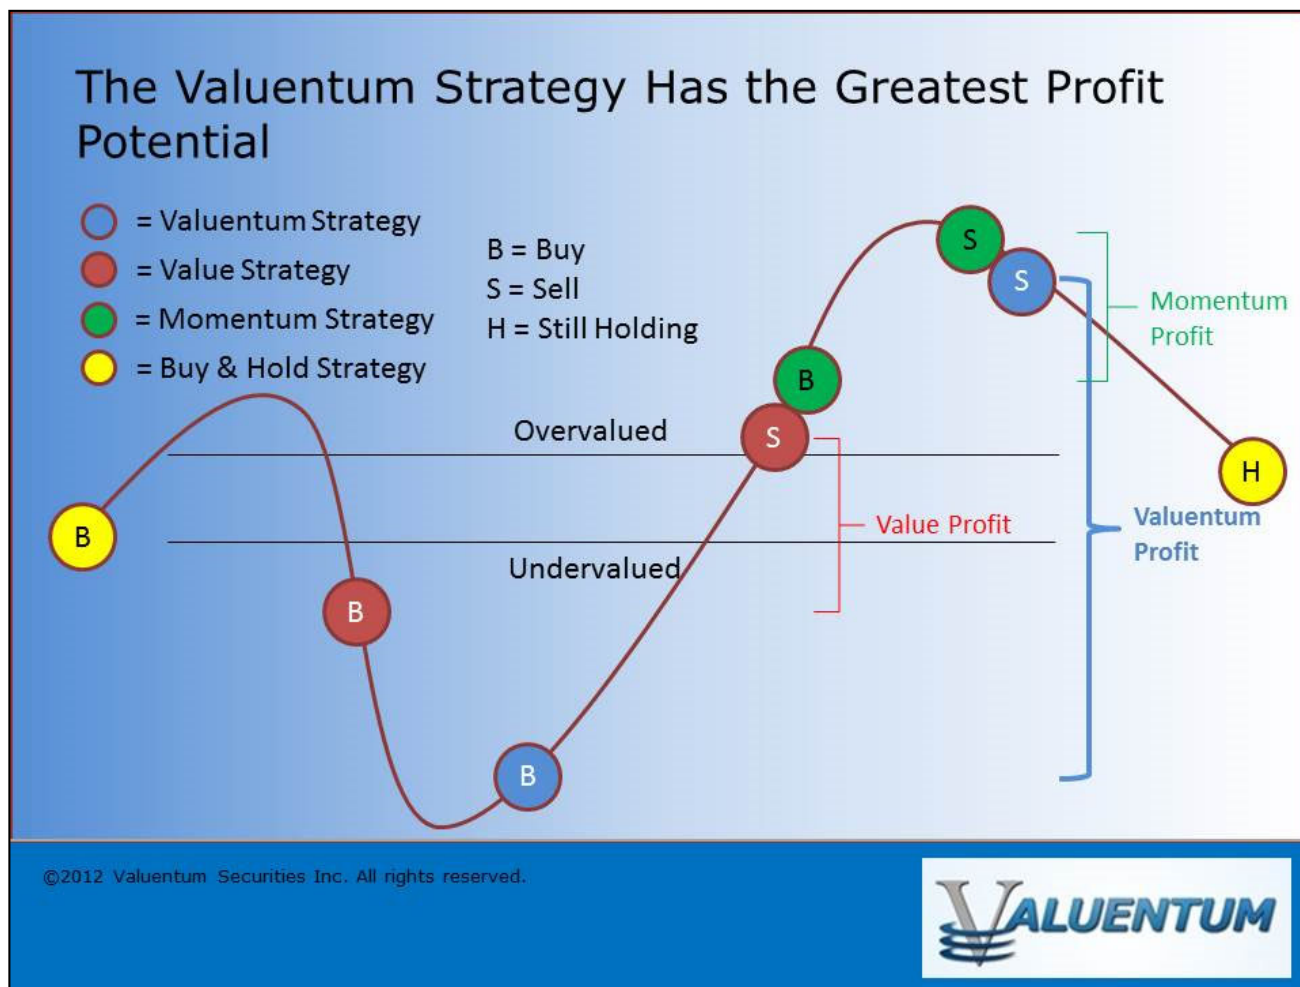 The Valuentum Strategy Has the Greatest Profit
Potential
= Valuentum Strategy
= Value Strategy
= Momentum Strategy
= Buy & Hold Strategy
B = Buy
S = Sell
H = Still Holding
S
S
Momentum
Profit
B
Overvalued
S
H
B
Value Profit
Valuentum
Profit
Undervalued
B
B
©2012 Valuentum Securities Inc. All rights reserved.
VALUENTUM